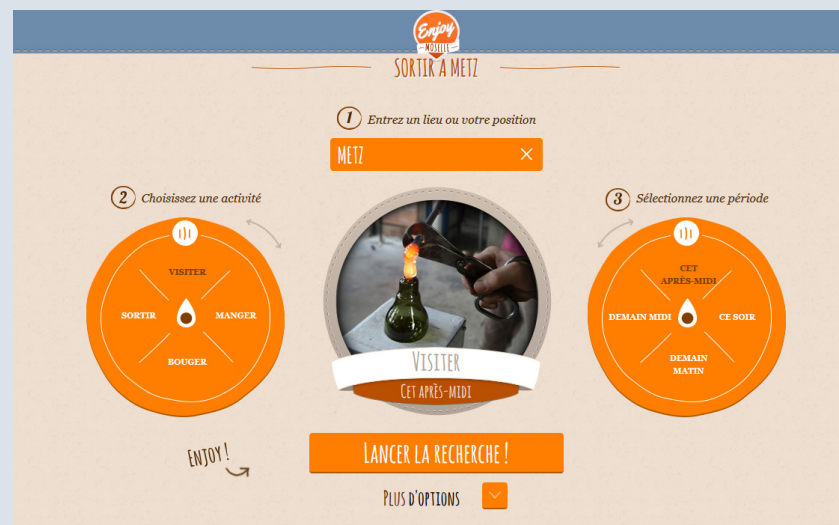 Enjoy
MOSELLE
SORTIR A METZ
1 Entrez un lieu ou votre position
METZ
2 Choisissez une activité
VISITER
SORTIR
MANGER
BOUGER
Visiter
Cet après-midi
3 Sélectionnez une période
CET
APRÈS-MIDI
DEMAIN MIDI
CE SOIR
DEMAIN
MATIN
Enjoy !
Lancer la recherche !
Plus d'options